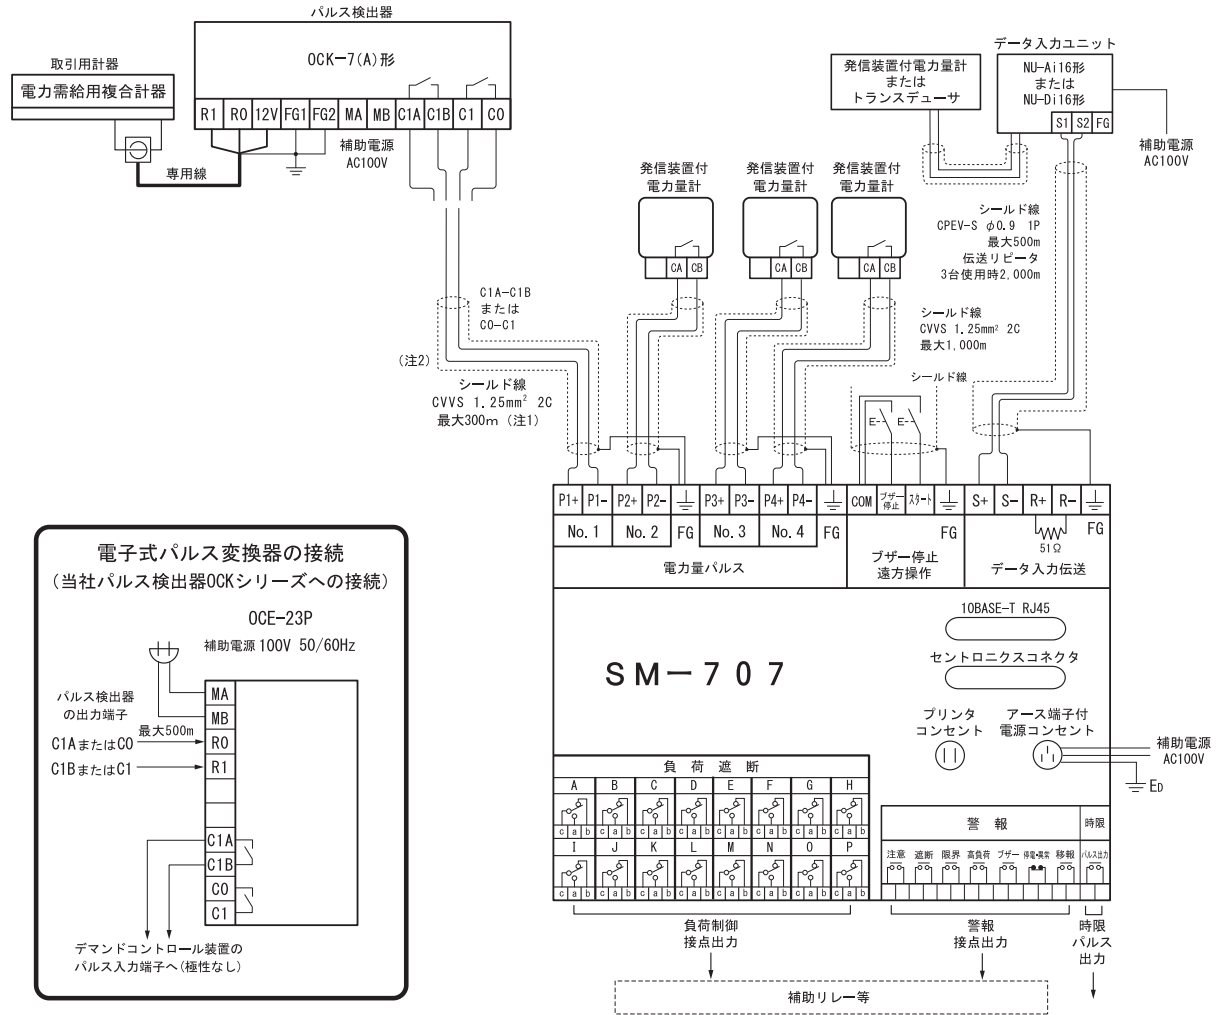 パルス検出器
OCK−7(A)形
R1 R0 12V FG1 FG2 MA MB C1A C1B C1 C0
取引用計器
電力需給用複合計器
専用線
補助電源
AC100V
発信装置付電力量計
または
トランスデューサ
データ入力ユニット
NU-Ai16形
または
NU-Di16形
S1 S2 FG
補助電源
AC100V
発信装置付
電力量計
CA CB
発信装置付
電力量計
CA CB
発信装置付
電力量計
CA CB
シールド線
CPEV-S φ0.9 1P
最大500m
伝送リピータ
3台使用時2,000m
C1A−C1B
または
C0−C1
(注2)
シールド線
CVVS 1.25mm² 2C
最大300m (注1)
シールド線
CVVS 1.25mm² 2C
最大1,000m
シールド線
E E
P1+ P1- P2+ P2- P3+ P3- P4+ P4- COM ブザー停止 スタート S+ S- R+ R-
No.1 No.2 FG No.3 No.4 FG FG FG
51Ω
電力量パルス
ブザー停止
遠方操作
データ入力伝送
10BASE-T RJ45
セントロニクスコネクタ
SM−707
プリンタ
コンセント
アース端子付
電源コンセント
補助電源
AC100V
ED
負荷遮断
A B C D E F G H
c a b c a b c a b c a b c a b c a b c a b c a b
I J K L M N O P
c a b c a b c a b c a b c a b c a b c a b c a b
警報 時限
注意 遮断 限界 高負荷 ブザー 停電・異常 移報 パルス出力
負荷制御
接点出力
警報
接点出力
時限
パルス
出力
補助リレー等
電子式パルス変換器の接続
(当社パルス検出器OCKシリーズへの接続)
OCE−23P
補助電源 100V 50/60Hz
MA
MB
R0
R1
C1A
C1B
C0
C1
パルス検出器
の出力端子
最大500m
C1AまたはC0
C1BまたはC1
デマンドコントロール装置の
パルス入力端子へ(極性なし)